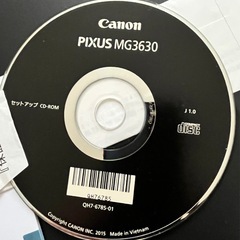 Canon
PIXUS MG3630
セットアップ CD-ROM
J 1.0
QH76785
QH7-6785-01
©CANON INC. 2015 Made in Vietnam